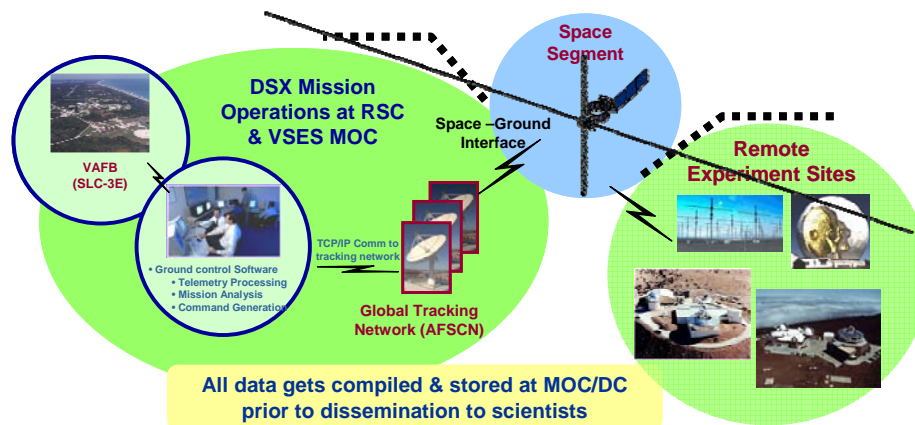 Space
Segment
DSX Mission
Operations at RSC
& VSES MOC
Space –Ground
Interface
VAFB
(SLC-3E)
Remote
Experiment Sites
TCP/IP Comm to
tracking network
• Ground control Software
• Telemetry Processing
• Mission Analysis
• Command Generation
Global Tracking
Network (AFSCN)
All data gets compiled & stored at MOC/DC
prior to dissemination to scientists